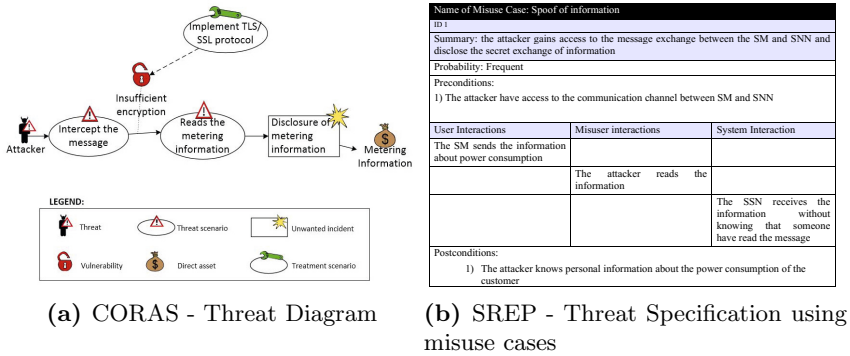 Implement TLS/
SSL protocol
Insufficient
encryption
Attacker
Intercept the
message
Reads the
metering
information
Disclosure of
metering
information
Metering
Information
LEGEND:
Threat
Threat scenario
Unwanted incident
Vulnerability
Direct asset
Treatment scenario
(a) CORAS - Threat Diagram
Name of Misuse Case: Spoof of information
ID 1
Summary: the attacker gains access to the message exchange between the SM and SNN and
disclose the secret exchange of information
Probability: Frequent
Preconditions:
1) The attacker have access to the communication channel between SM and SNN
User Interactions
Misuser interactions
System Interaction
The SM sends the information
about power consumption
The attacker reads the
information
The SSN receives the
information without
knowing that someone
have read the message
Postconditions:
1) The attacker knows personal information about the power consumption of the
customer
(b) SREP - Threat Specification using
misuse cases